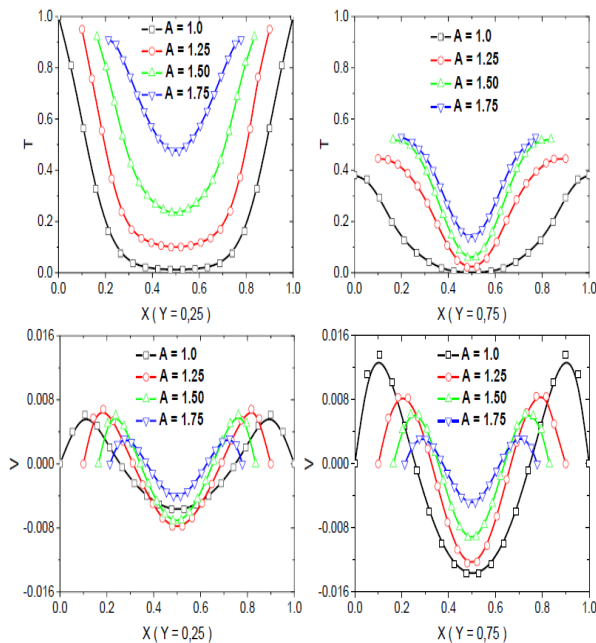 1.0
0.8
0.6
0.4
0.2
0.0
T
A = 1.0
A = 1.25
A = 1.50
A = 1.75
0.0 0.2 0.4 0.6 0.8 1.0
X ( Y = 0,25 )
1.0
0.8
0.6
0.4
0.2
0.0
T
A = 1.0
A = 1.25
A = 1.50
A = 1.75
0.0 0.2 0.4 0.6 0.8 1.0
X ( Y = 0,75 )
0.016
0.008
0.000
-0.008
-0.016
V
A = 1.0
A = 1.25
A = 1.50
A = 1.75
0.0 0.2 0.4 0.6 0.8 1.0
X ( Y = 0,25 )
0.016
0.008
0.000
-0.008
-0.016
V
A = 1.0
A = 1.25
A = 1.50
A = 1.75
0.0 0.2 0.4 0.6 0.8 1.0
X ( Y = 0,75 )